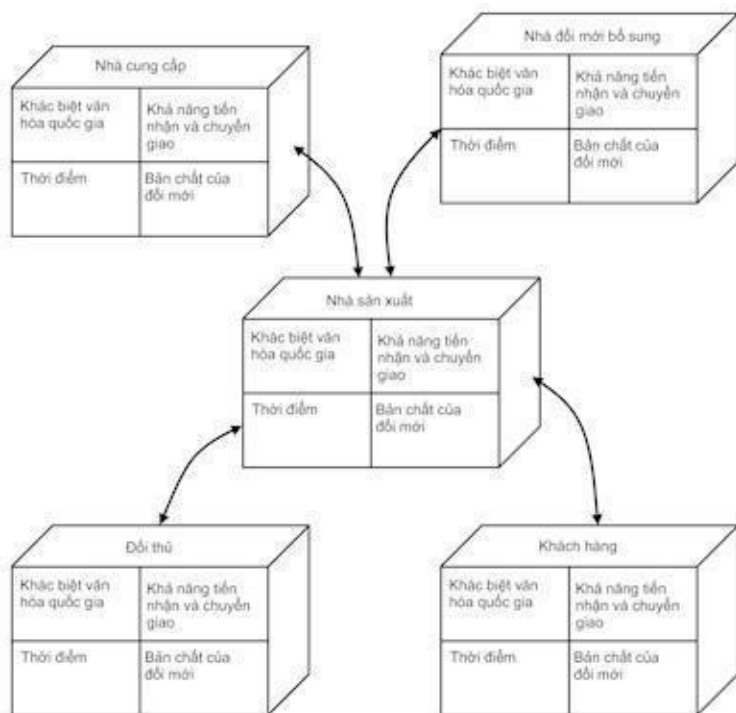 Nhà cung cấp
Khác biệt văn
hóa quốc gia
Khả năng tiến
nhận và chuyển
giao
Thời điểm
Bản chất của
đổi mới
Nhà đổi mới bổ sung
Khác biệt văn
hóa quốc gia
Khả năng tiến
nhận và chuyển
giao
Thời điểm
Bản chất của
đổi mới
Nhà sản xuất
Khác biệt văn
hóa quốc gia
Khả năng tiến
nhận và chuyển
giao
Thời điểm
Bản chất của
đổi mới
Đối thủ
Khác biệt văn
hóa quốc gia
Khả năng tiến
nhận và chuyển
giao
Thời điểm
Bản chất của
đổi mới
Khách hàng
Khác biệt văn
hóa quốc gia
Khả năng tiến
nhận và chuyển
giao
Thời điểm
Bản chất của
đổi mới